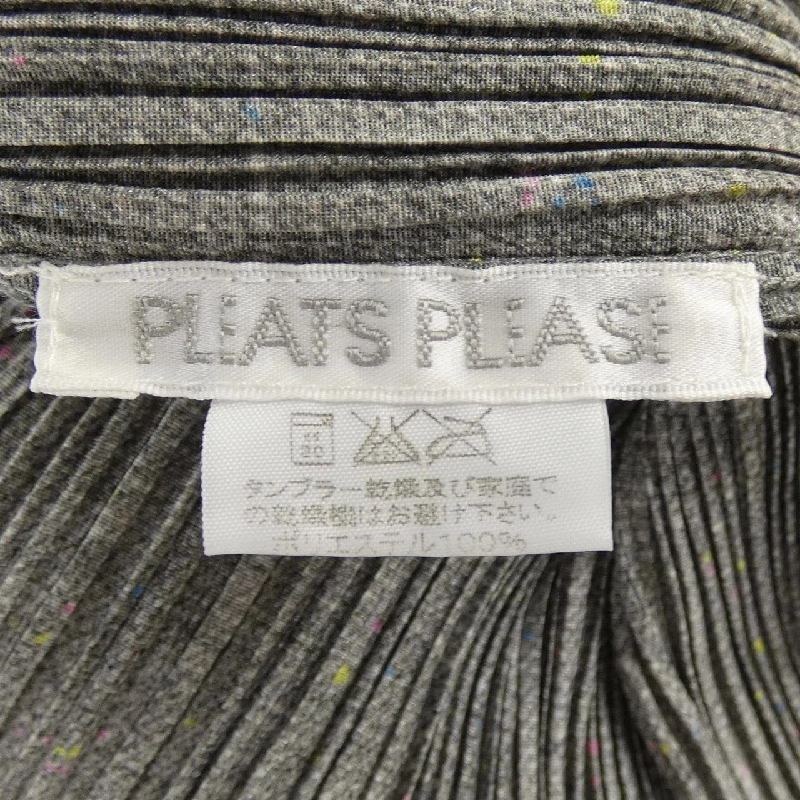 PLEATS PLEASE
タンブラー乾燥及び家庭で
の乾燥機はお避け下さい。
ポリエステル100%